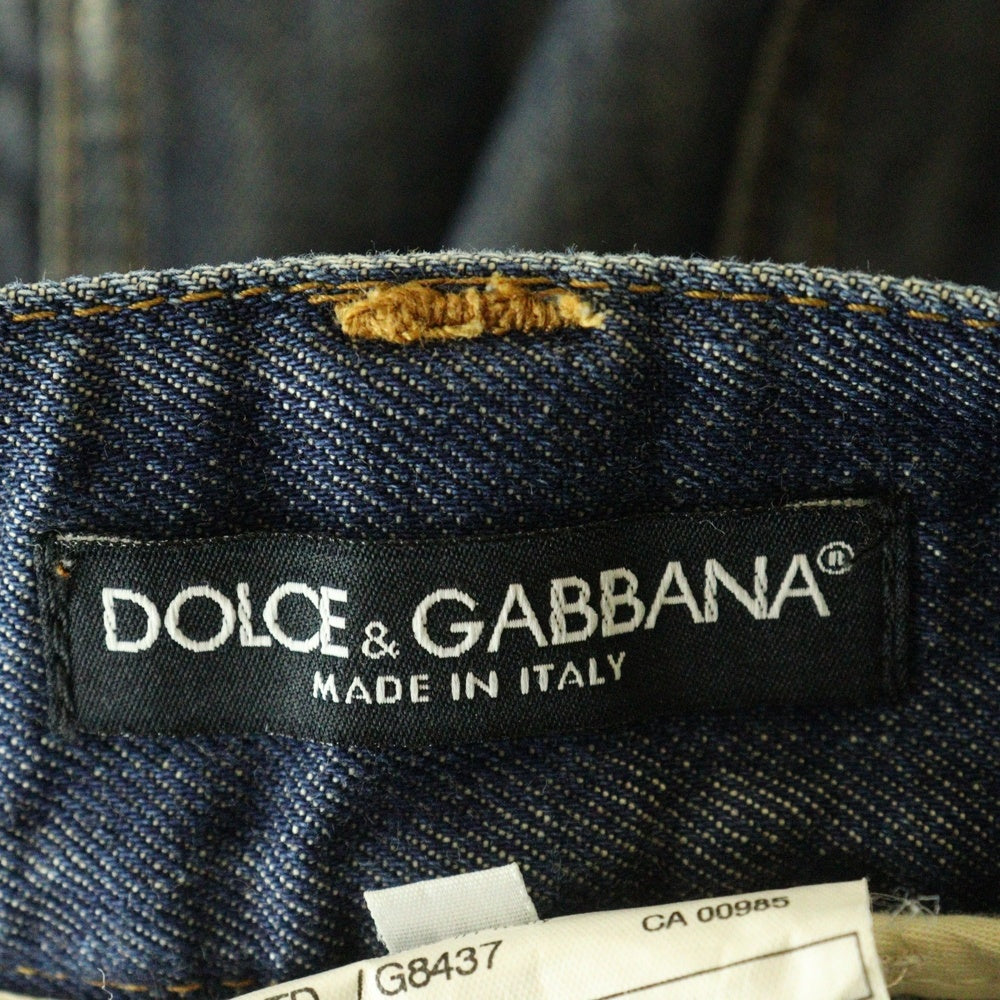 DOLCE & GABBANA®
MADE IN ITALY
CA 00985
/G8437